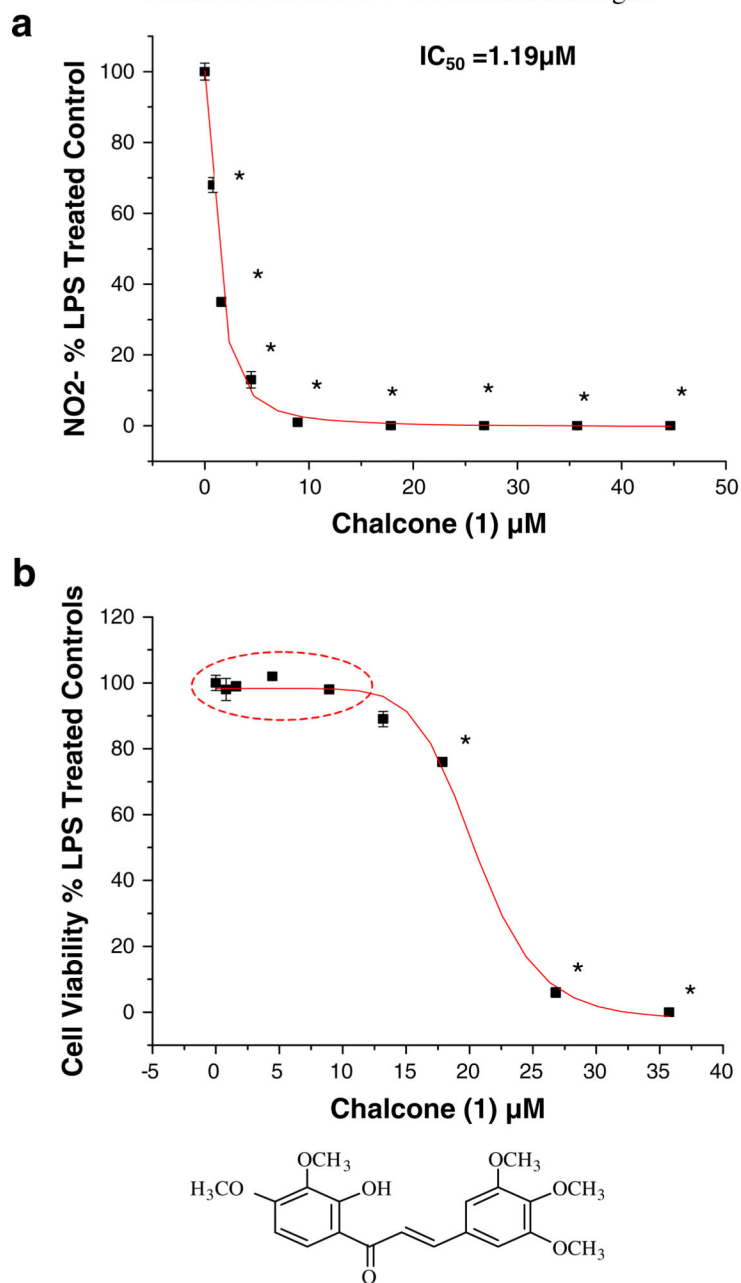 a
IC50 =1.19µM
NO2- % LPS Treated Control
100
80
60
40
20
0
* * * * * * * *
0 10 20 30 40 50
Chalcone (1) µM
b
Cell Viability % LPS Treated Controls
120
100
80
60
40
20
0
* * *
-5 0 5 10 15 20 25 30 35 40
Chalcone (1) µM
OCH3
H3CO
OH
OCH3
OCH3
OCH3
O